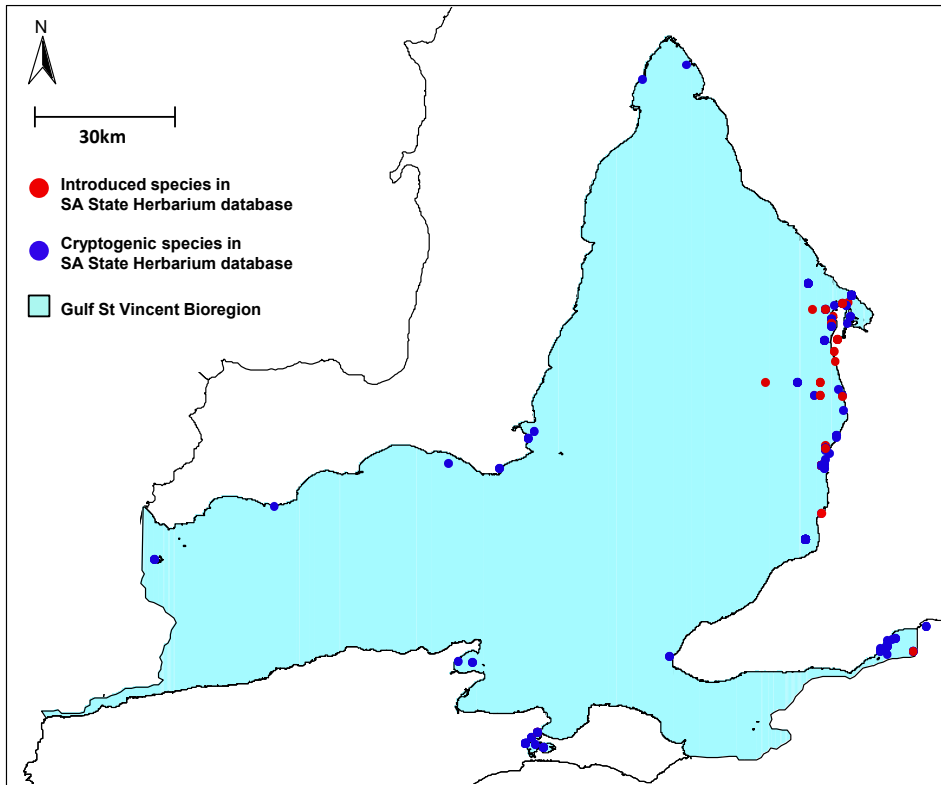 N
30km
Introduced species in
SA State Herbarium database
Cryptogenic species in
SA State Herbarium database
Gulf St Vincent Bioregion